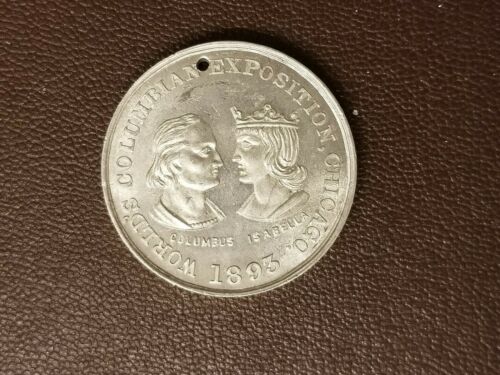 WORLD'S COLUMBIAN EXPOSITION, CHICAGO,
COLUMBUS ISABELLA
1893